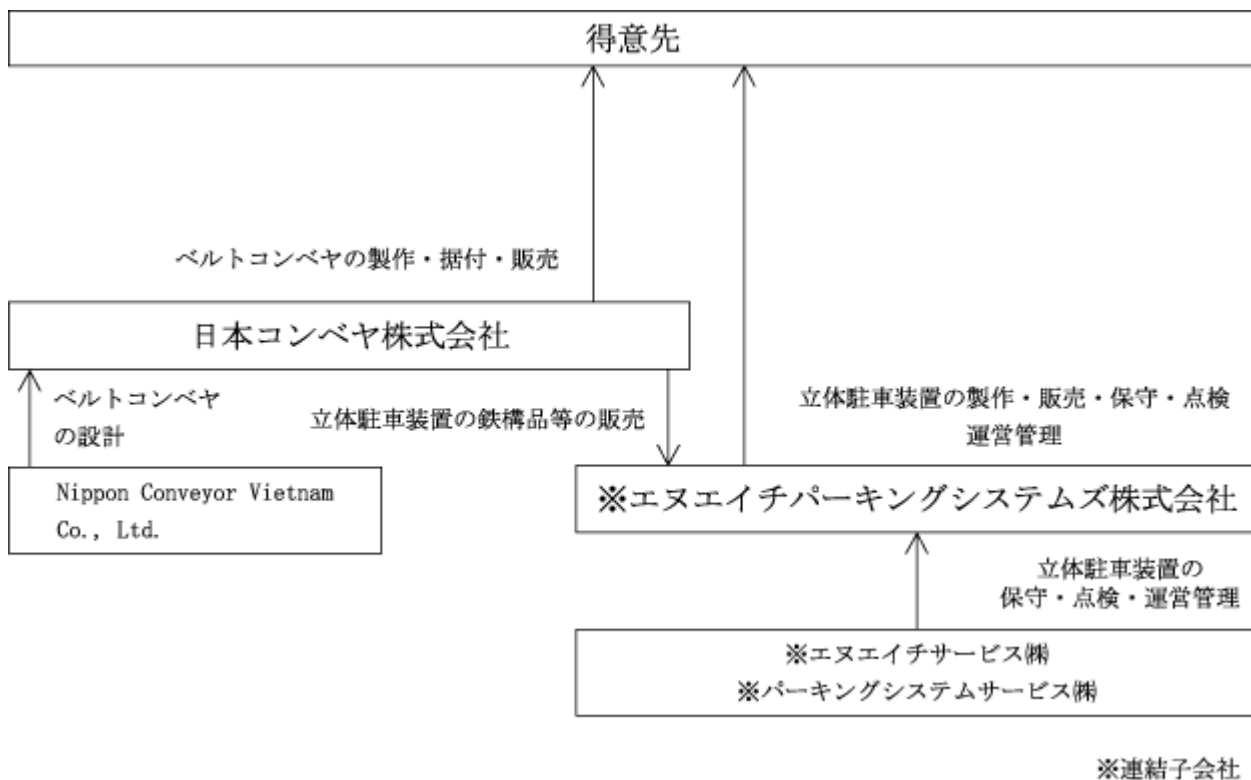 得意先
ベルトコンベヤの製作・据付・販売
日本コンベヤ株式会社
ベルトコンベヤ
の設計
立体駐車装置の鉄構品等の販売
立体駐車装置の製作・販売・保守・点検
運営管理
Nippon Conveyor Vietnam
Co., Ltd.
※エヌエイチパーキングシステムズ株式会社
立体駐車装置の
保守・点検・運営管理
※エヌエイチサービス㈱
※パーキングシステムサービス㈱
※連結子会社